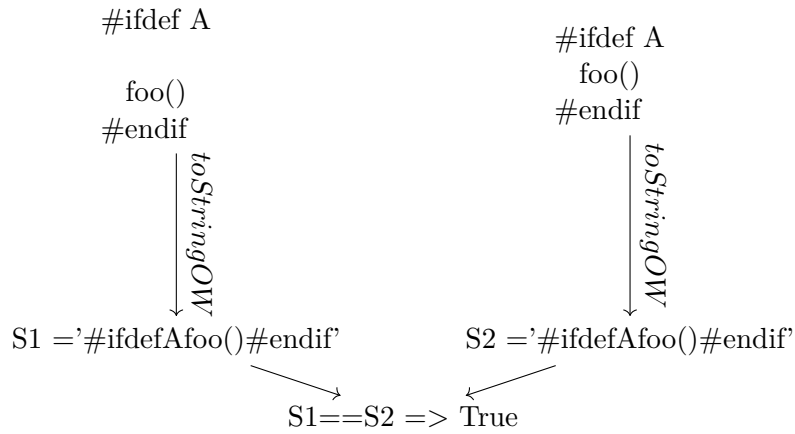 #ifdef A
foo()
#endif
toStringOW
S1 =’#ifdefAfoo()#endif’
#ifdef A
foo()
#endif
toStringOW
S2 =’#ifdefAfoo()#endif’
S1==S2 => True